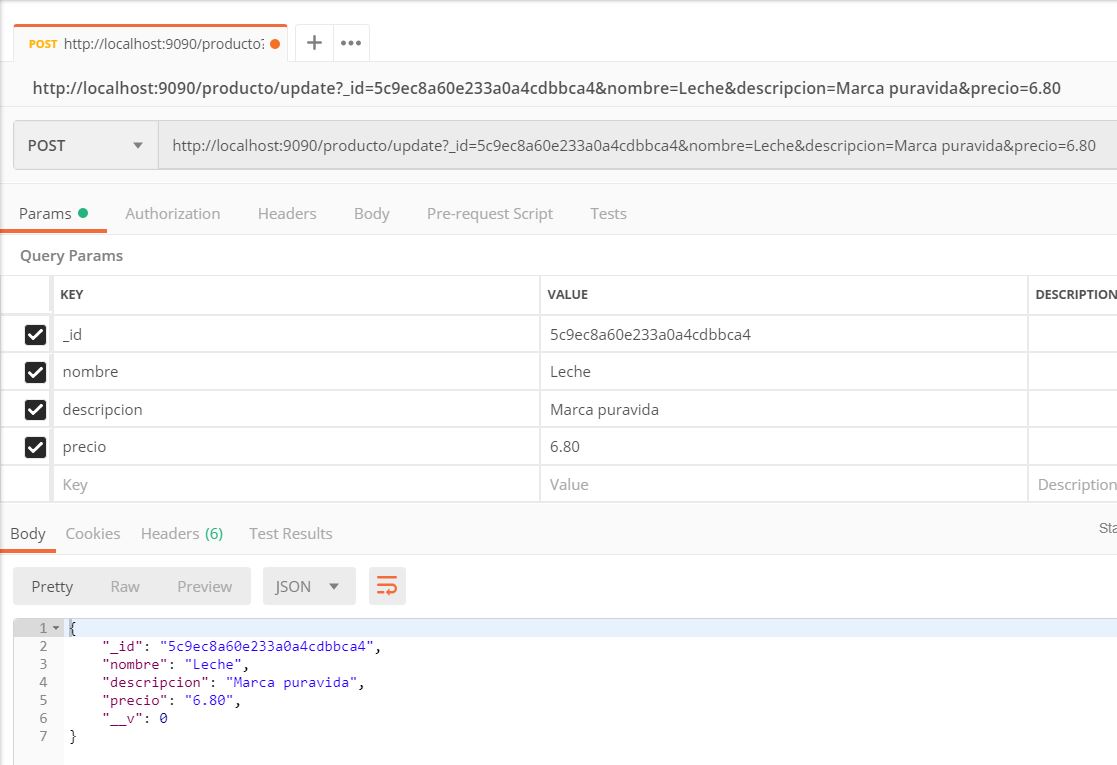 POST http://localhost:9090/producto? + •••
http://localhost:9090/producto/update?_id=5c9ec8a60e233a0a4cdbbca4&nombre=Leche&descripcion=Marca puravida&precio=6.80
POST http://localhost:9090/producto/update?_id=5c9ec8a60e233a0a4cdbbca4&nombre=Leche&descripcion=Marca puravida&precio=6.80
Params Authorization Headers Body Pre-request Script Tests
Query Params
KEY VALUE DESCRIPTION
_id 5c9ec8a60e233a0a4cdbbca4
nombre Leche
descripcion Marca puravida
precio 6.80
Key Value Description
Body Cookies Headers (6) Test Results Sta
Pretty Raw Preview JSON
1 {
2 "_id": "5c9ec8a60e233a0a4cdbbca4",
3 "nombre": "Leche",
4 "descripcion": "Marca puravida",
5 "precio": "6.80",
6 "__v": 0
7 }